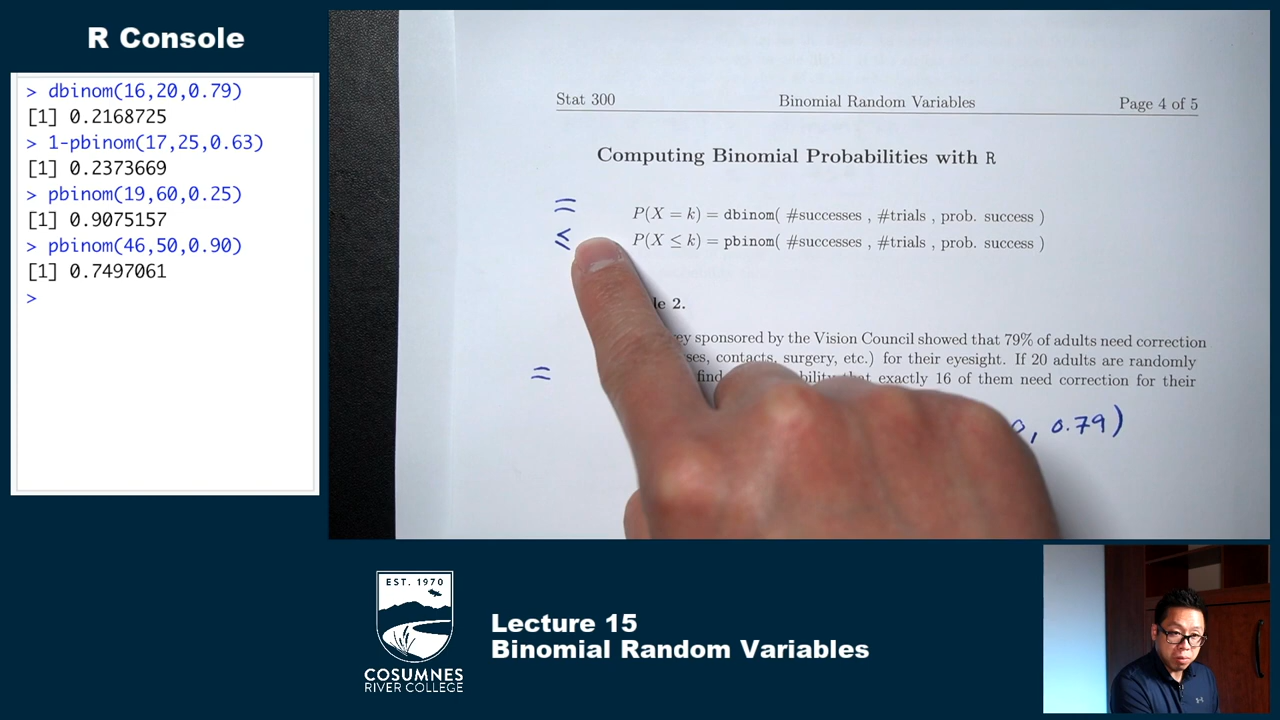 R Console
> dbinom(16,20,0.79)
[1] 0.2168725
> 1-pbinom(17,25,0.63)
[1] 0.2373669
> pbinom(19,60,0.25)
[1] 0.9075157
> pbinom(46,50,0.90)
[1] 0.7497061
>
Stat 300 Binomial Random Variables Page 4 of 5
Computing Binomial Probabilities with R
= P(X = k) = dbinom( #successes , #trials , prob. success )
≤ P(X ≤ k) = pbinom( #successes , #trials , prob. success )
2.
sponsored by the Vision Council showed that 79% of adults need correction
contacts, surgery, etc.) for their eyesight. If 20 adults are randomly
= find exactly 16 of them need correction for their
, 0.79)
EST. 1970
COSUMNES
RIVER COLLEGE
Lecture 15
Binomial Random Variables